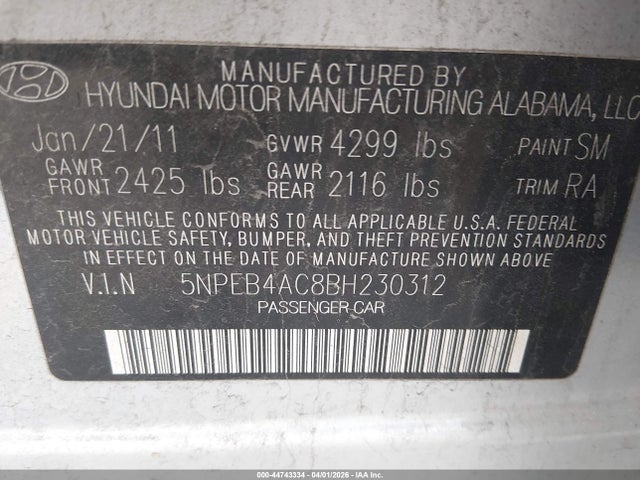 MANUFACTURED BY
HYUNDAI MOTOR MANUFACTURING ALABAMA, LLC
Jan/21/11 GVWR 4299 lbs PAINT SM
GAWR FRONT 2425 lbs GAWR REAR 2116 lbs TRIM RA
THIS VEHICLE CONFORMS TO ALL APPLICABLE U.S.A. FEDERAL
MOTOR VEHICLE SAFETY, BUMPER, AND THEFT PREVENTION STANDARDS
IN EFFECT ON THE DATE OF MANUFACTURE SHOWN ABOVE.
V.I.N 5NPEB4AC8BH230312
PASSENGER CAR
000-44743334 | 04/01/2026 - IAA Inc.